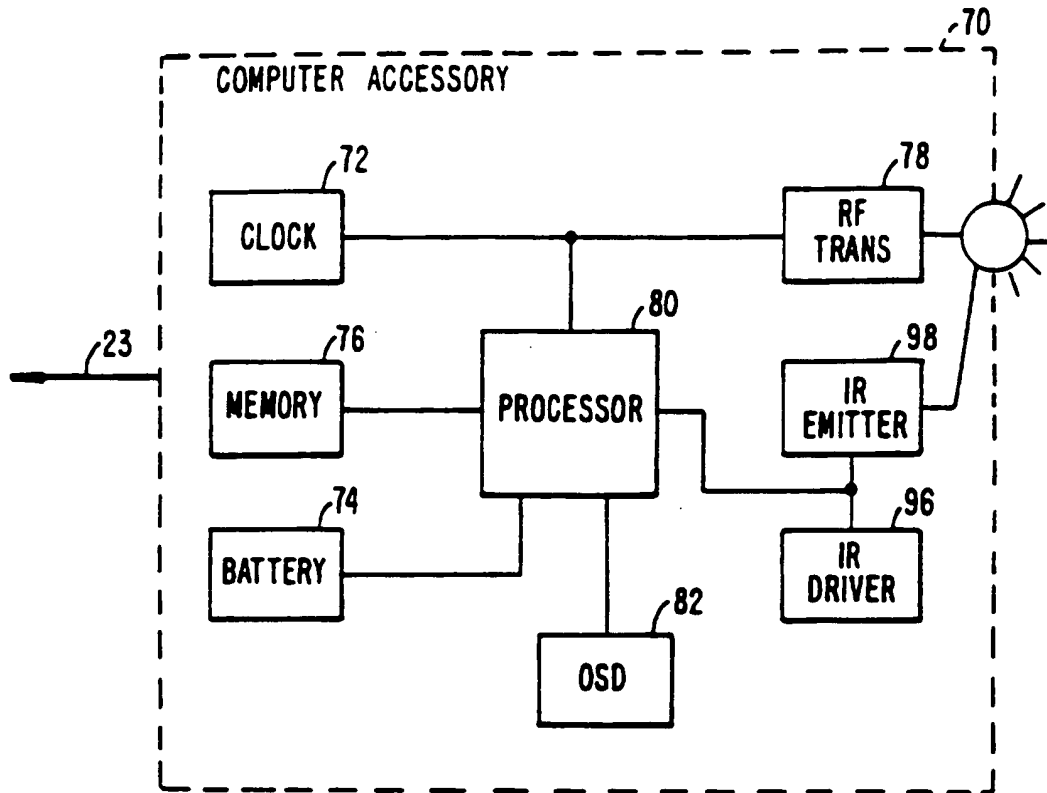 70
COMPUTER ACCESSORY
72
CLOCK
78
RF
TRANS
80
PROCESSOR
23
76
MEMORY
98
IR
EMITTER
74
BATTERY
96
IR
DRIVER
82
OSD